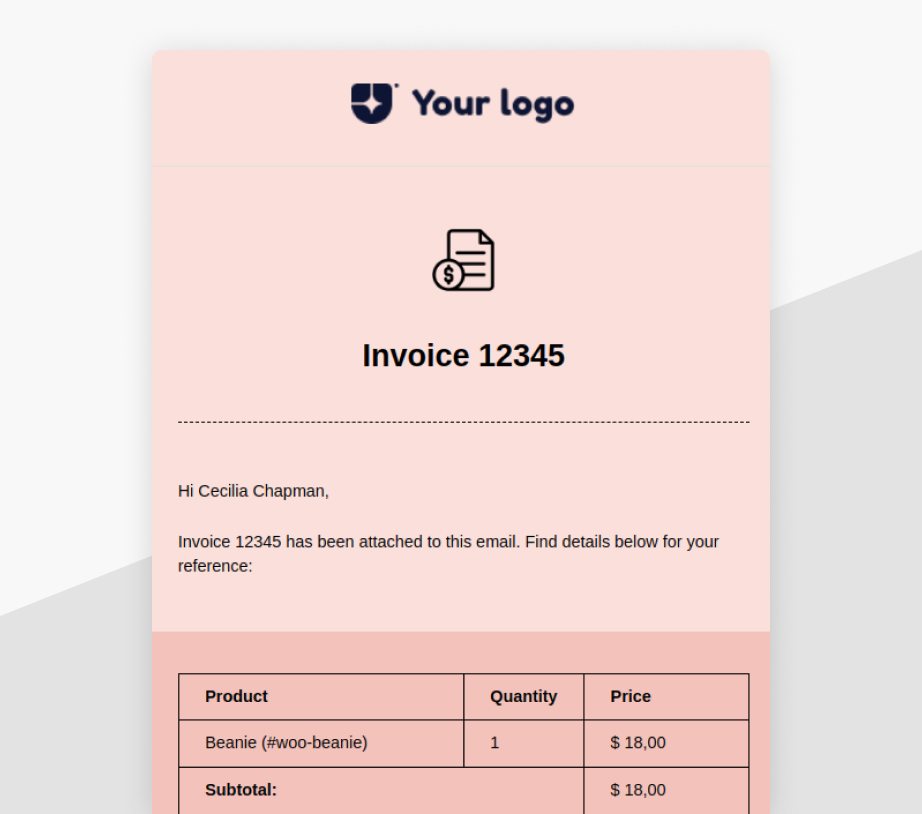 Your logo
$
Invoice 12345
Hi Cecilia Chapman,
Invoice 12345 has been attached to this email. Find details below for your
reference:
Product Quantity Price
Beanie (#woo-beanie) 1 $ 18,00
Subtotal: $ 18,00